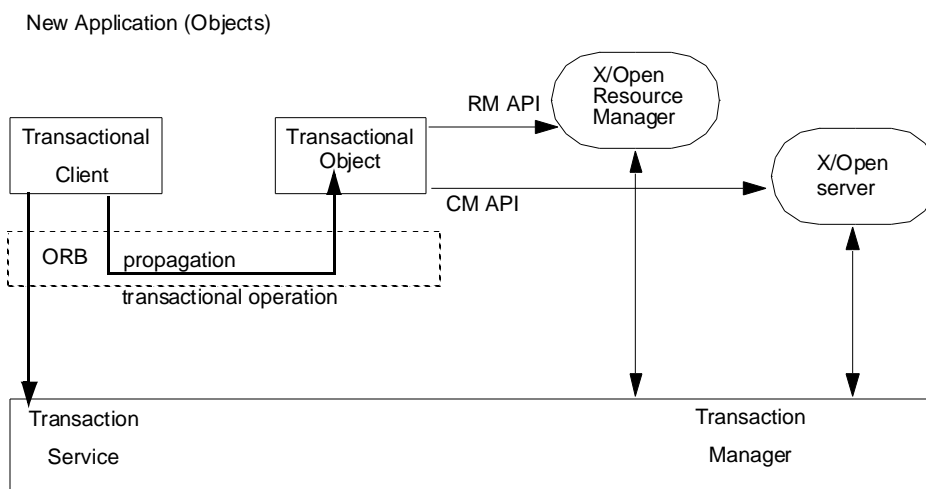 New Application (Objects)
X/Open
Resource
Manager
RM API
Transactional
Client
Transactional
Object
X/Open
server
CM API
ORB
propagation
transactional operation
Transaction
Service
Transaction
Manager